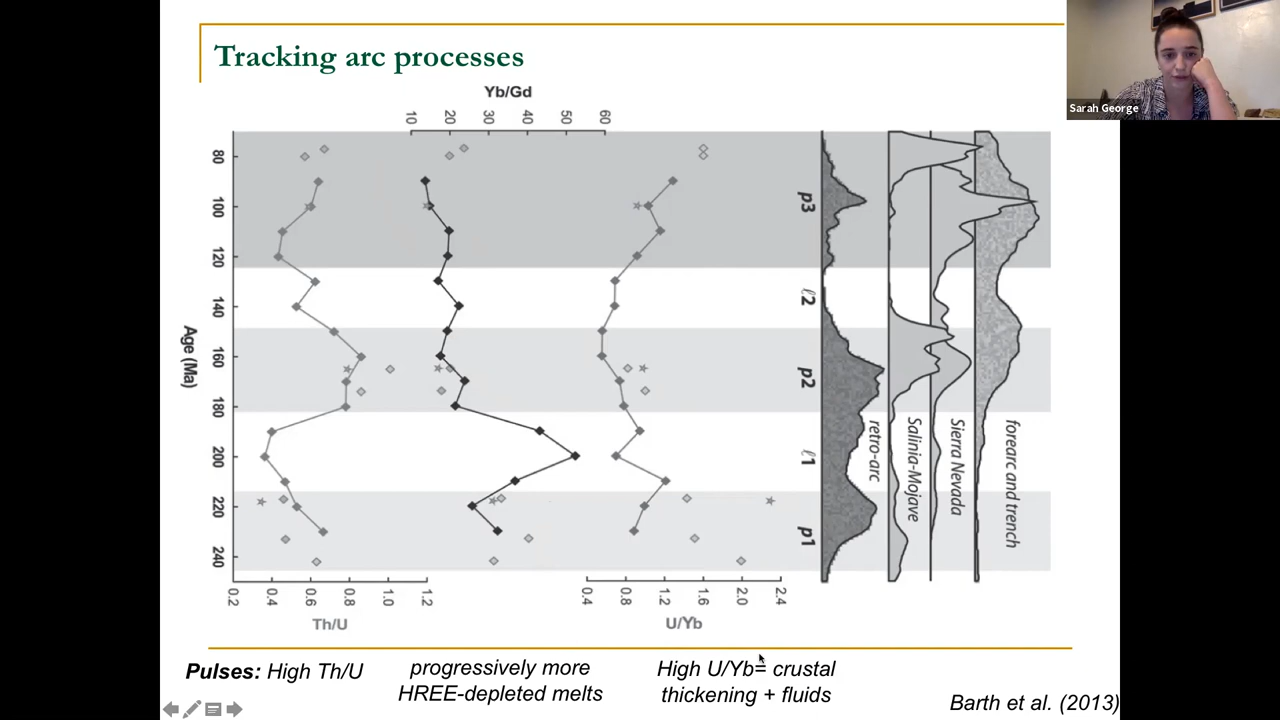 Tracking arc processes
Sarah George
Yb/Gd
10 20 30 40 50 60
80
100
120
140
160
180
200
220
240
Age (Ma)
p3
ℓ2
p2
ℓ1
p1
retro-arc
Salinia-Mojave
Sierra Nevada
forearc and trench
0.2 0.4 0.6 0.8 1.0 1.2
0.4 0.8 1.2 1.6 2.0 2.4
Th/U
U/Yb
Pulses: High Th/U
progressively more
HREE-depleted melts
High U/Yb= crustal
thickening + fluids
Barth et al. (2013)